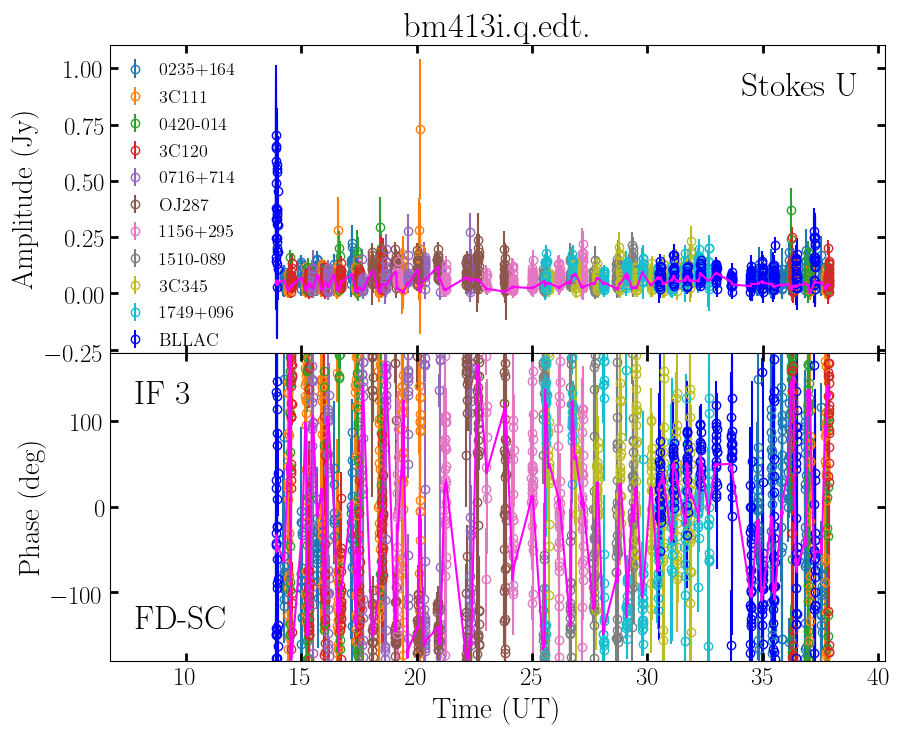 bm413i.q.edt.
Stokes U
Amplitude (Jy)
1.00
0.75
0.50
0.25
0.00
−0.25
0235+164
3C111
0420-014
3C120
0716+714
OJ287
1156+295
1510-089
3C345
1749+096
BLLAC
IF 3
FD-SC
Phase (deg)
100
0
−100
10 15 20 25 30 35 40
Time (UT)